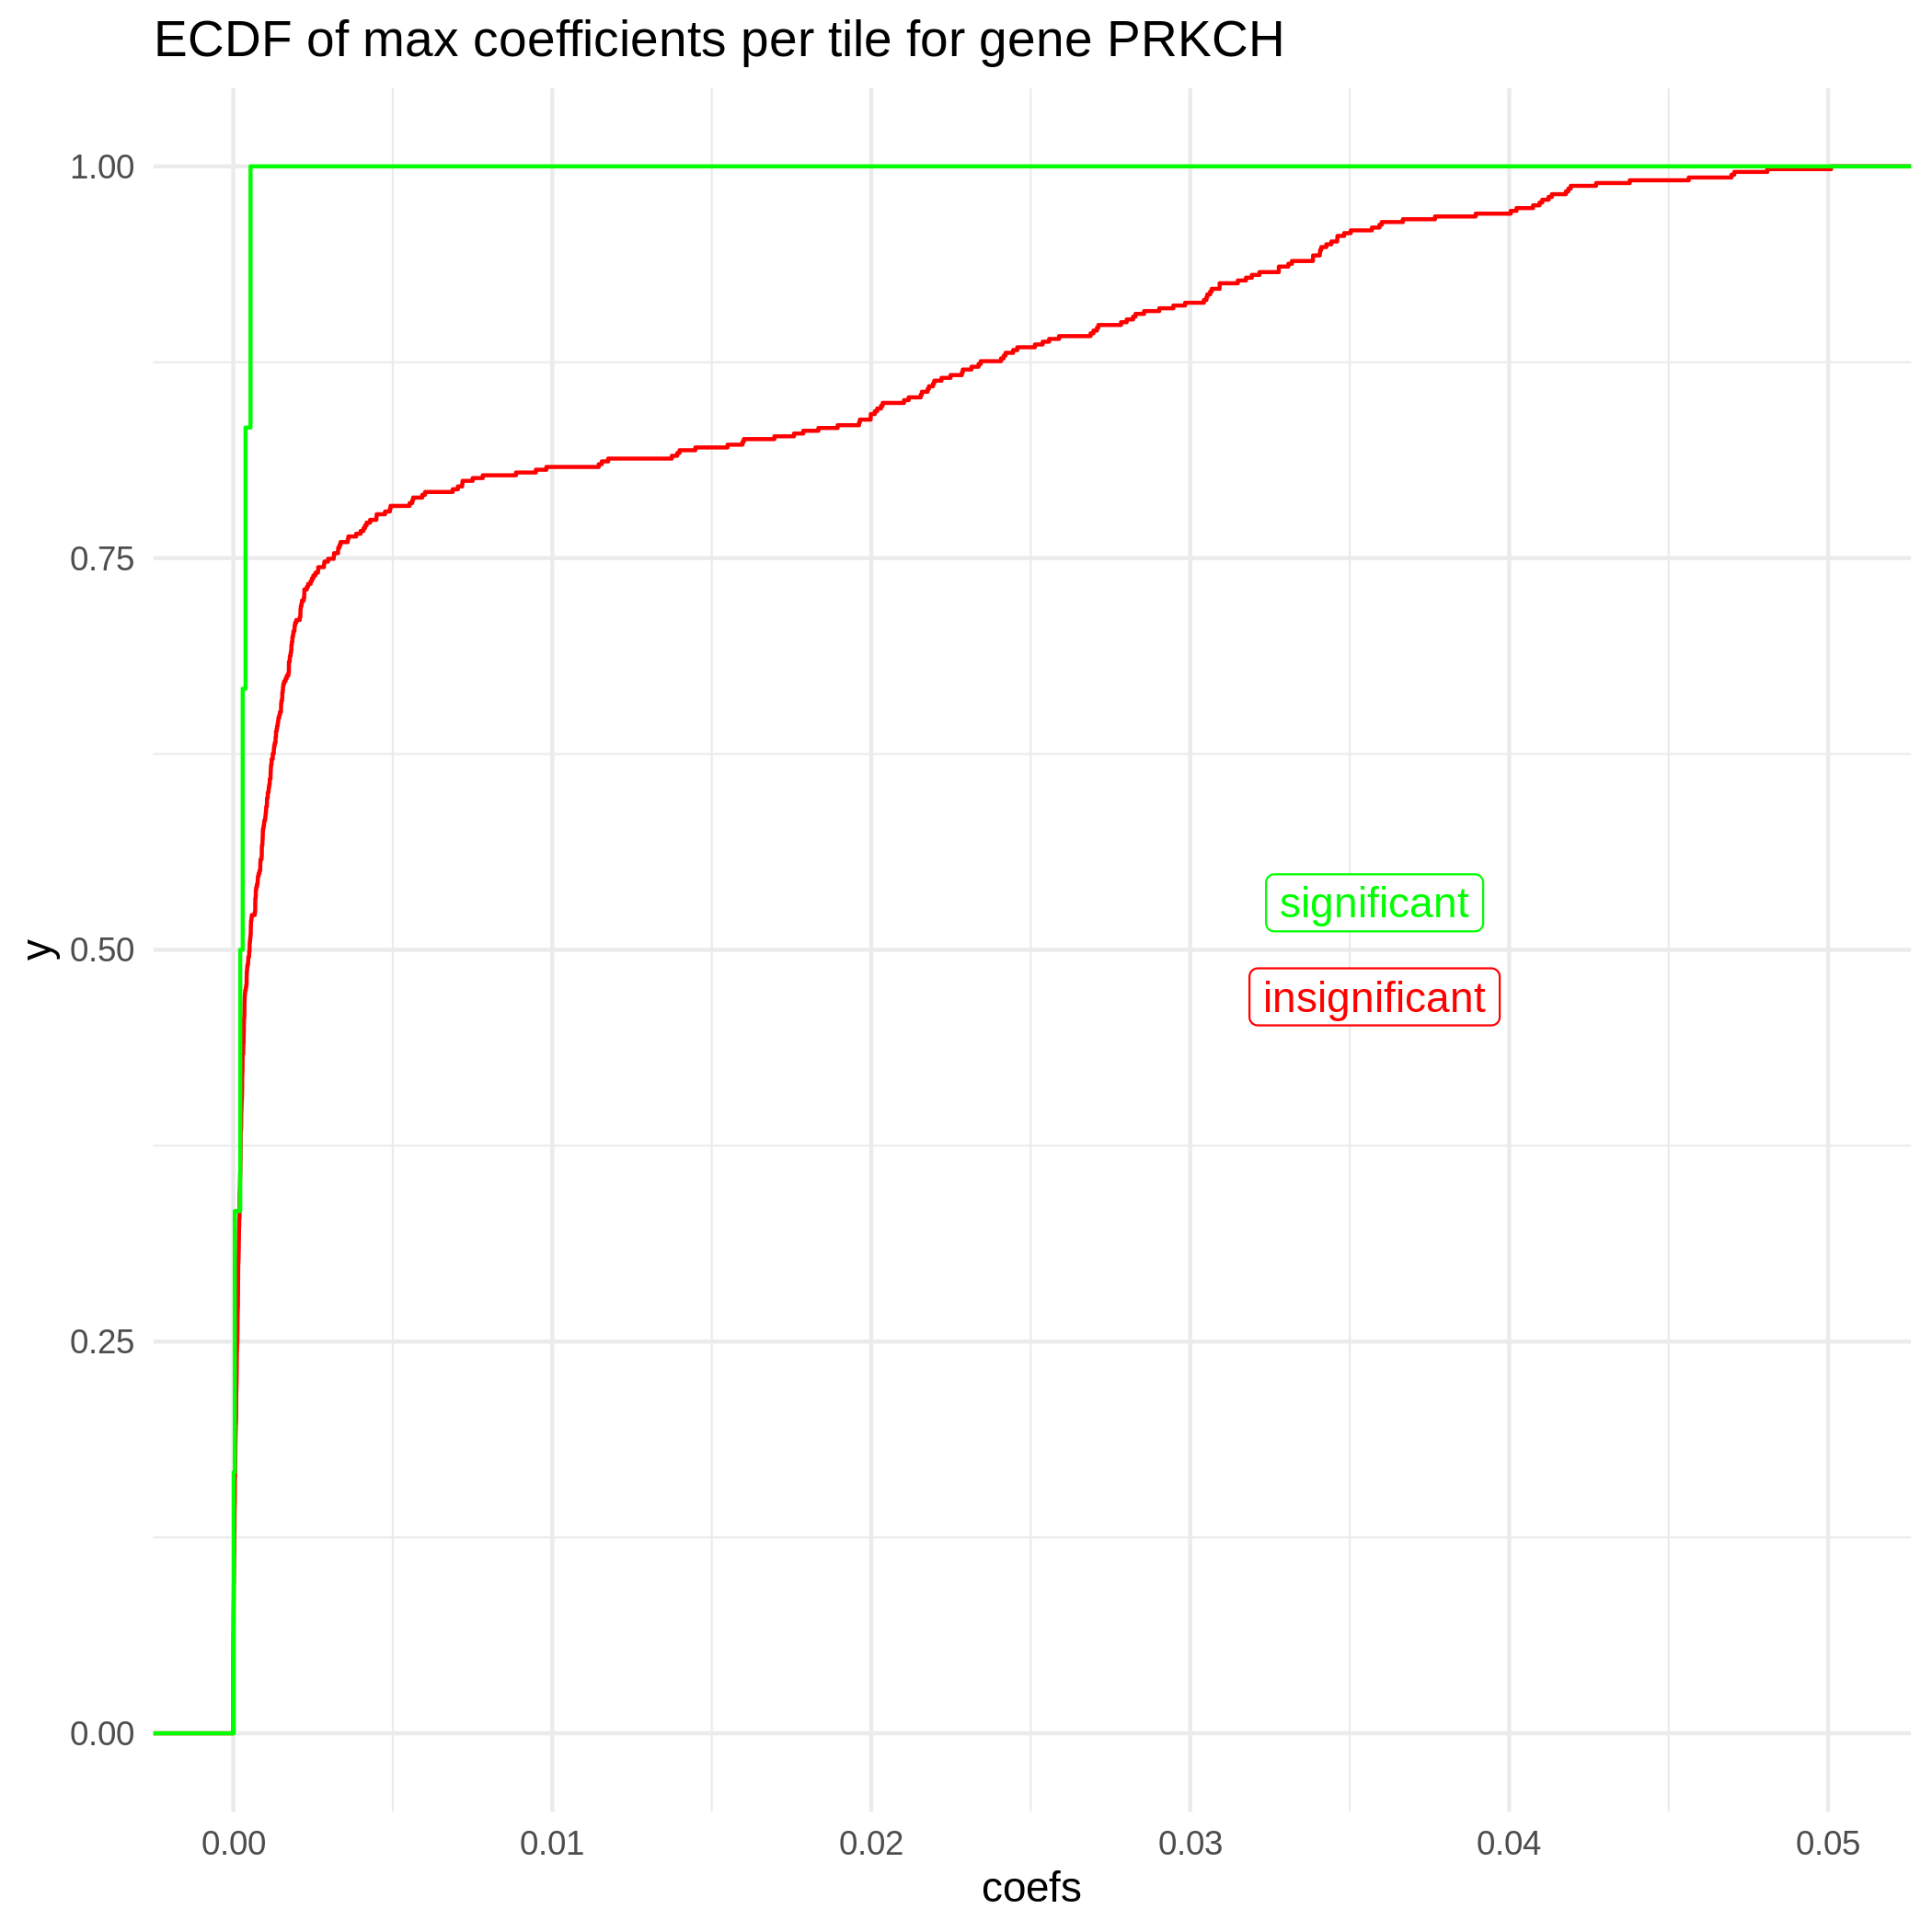 ECDF of max coefficients per tile for gene PRKCH
1.00
0.75
0.50
0.25
0.00
y
significant
insignificant
0.00 0.01 0.02 0.03 0.04 0.05
coefs